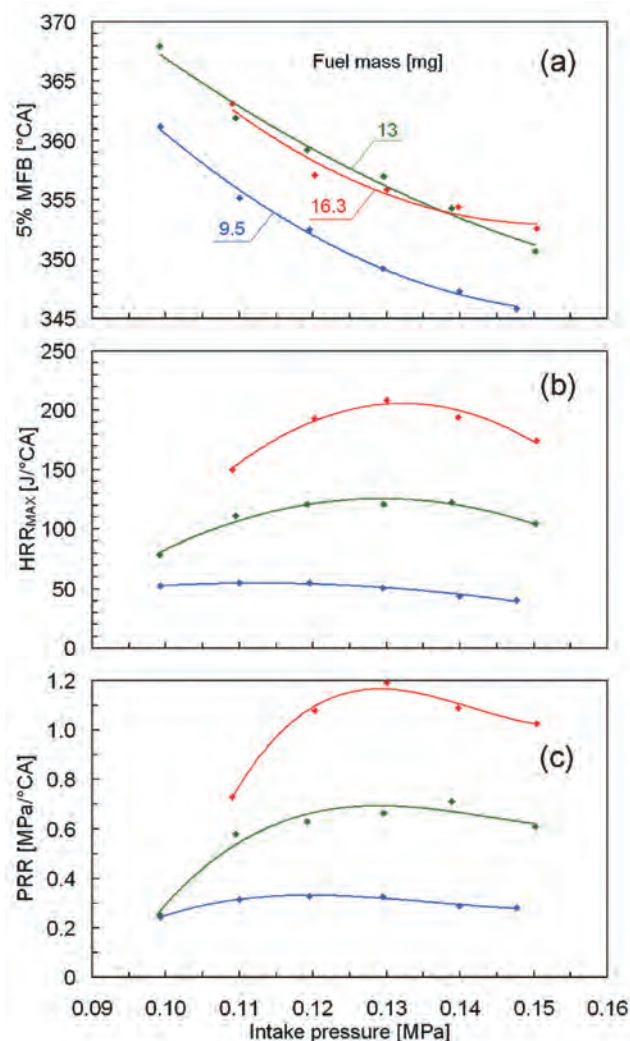 370
365
360
355
350
345
5% MFB [°CA]
Fuel mass [mg]
(a)
13
16.3
9.5
250
200
150
100
50
0
HRR_MAX [J/°CA]
(b)
1.2
1.0
0.8
0.6
0.4
0.2
0
PRR [MPa/°CA]
(c)
0.09 0.10 0.11 0.12 0.13 0.14 0.15 0.16
Intake pressure [MPa]